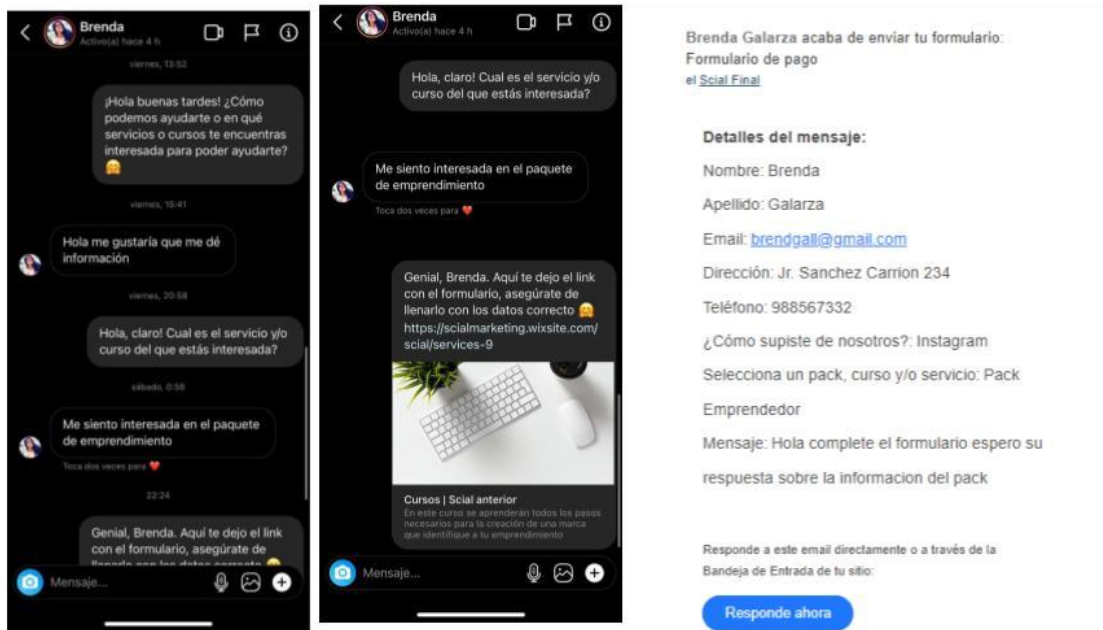 Brenda
Activo(a) hace 4 h
viernes, 13:52
¡Hola buenas tardes! ¿Cómo
podemos ayudarte o en qué
servicios o cursos te encuentras
interesada para poder ayudarte?
🤗
viernes, 16:41
Hola me gustaría que me dé
información
viernes, 20:58
Hola, claro! Cual es el servicio y/o
curso del que estás interesada?
sábado, 0:56
Me siento interesada en el paquete
de emprendimiento
Toca dos veces para ❤️
22:24
Genial, Brenda. Aquí te dejo el link
con el formulario, asegúrate de
llenarlo con los datos correcto 🤗
Mensaje...
Brenda
Activo(a) hace 4 h
Hola, claro! Cual es el servicio y/o
curso del que estás interesada?
Me siento interesada en el paquete
de emprendimiento
Toca dos veces para ❤️
Genial, Brenda. Aquí te dejo el link
con el formulario, asegúrate de
llenarlo con los datos correcto 🤗
https://scialmarketing.wixsite.com/
scial/services-9
Cursos | Scial anterior
En este curso se aprenderán todos los pasos
necesarios para la creación de una marca
que identifique a tu emprendimiento
Mensaje...
Brenda Galarza acaba de enviar tu formulario:
Formulario de pago
el Scial Final
Detalles del mensaje:
Nombre: Brenda
Apellido: Galarza
Email: brendgall@gmail.com
Dirección: Jr. Sanchez Carrion 234
Teléfono: 988567332
¿Cómo supiste de nosotros?: Instagram
Selecciona un pack, curso y/o servicio: Pack
Emprendedor
Mensaje: Hola complete el formulario espero su
respuesta sobre la informacion del pack
Responde a este email directamente o a través de la
Bandeja de Entrada de tu sitio:
Responde ahora